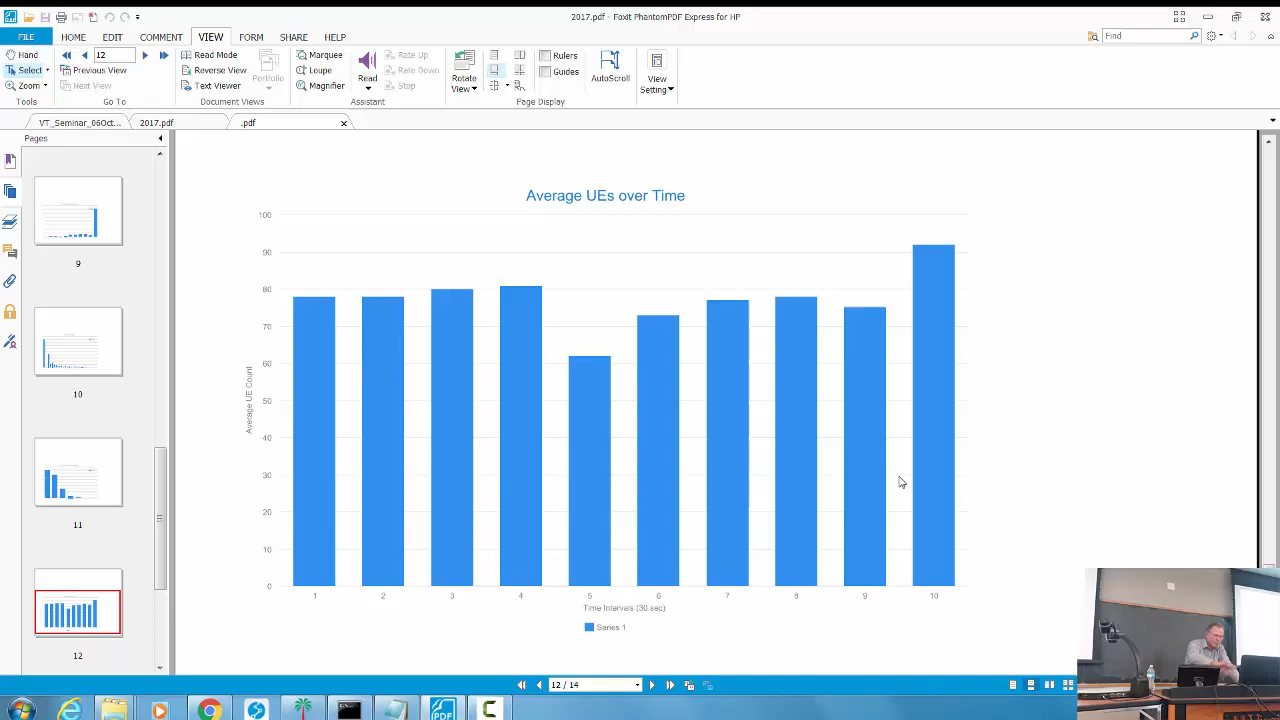 2017.pdf - Foxit PhantomPDF Express for HP
FILE HOME EDIT COMMENT VIEW FORM SHARE HELP
Find
Hand
Select
Zoom
Tools
12
Previous View
Next View
Go To
Read Mode
Reverse View
Text Viewer
Portfolio
Document Views
Marquee
Loupe
Magnifier
Read
Rate Up
Rate Down
Stop
Assistant
Rotate View
Rulers
Guides
AutoScroll
Page Display
View Setting
VT_Seminar_06Oct...
2017.pdf
.pdf
Pages
9
10
11
12
Average UEs over Time
100
90
80
70
60
50
40
30
20
10
0
Average UE Count
1 2 3 4 5 6 7 8 9 10
Time Intervals (30 sec)
Series 1
12 / 14
PDF